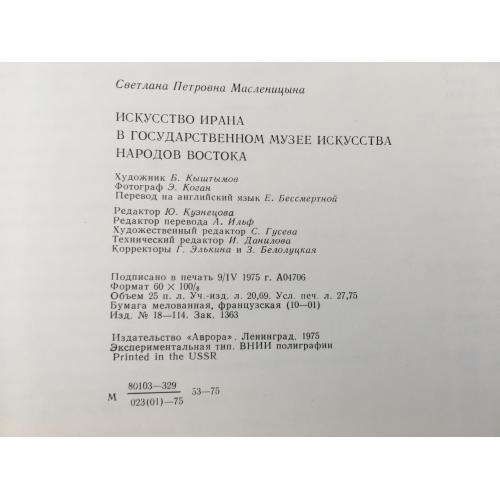 Светлана Петровна Масленицына
ИСКУССТВО ИРАНА
В ГОСУДАРСТВЕННОМ МУЗЕЕ ИСКУССТВА
НАРОДОВ ВОСТОКА
Художник Б. Кыштымов
Фотограф Э. Коган
Перевод на английский язык Е. Бессмертной
Редактор Ю. Кузнецова
Редактор перевода А. Ильф
Художественный редактор С. Гусева
Технический редактор И. Данилова
Корректоры Г. Элькина и З. Белолуцкая
Подписано в печать 9/IV 1975 г. А04706
Формат 60 × 100/8
Объем 25 п. л. Уч.-изд. л. 20,69. Усл. печ. л. 27,75
Бумага мелованная, французская (10—01)
Изд. № 18—114. Зак. 1363
Издательство «Аврора». Ленинград. 1975
Экспериментальная тип. ВНИИ полиграфии
Printed in the USSR
80103—329
М 53—75
023(01)—75